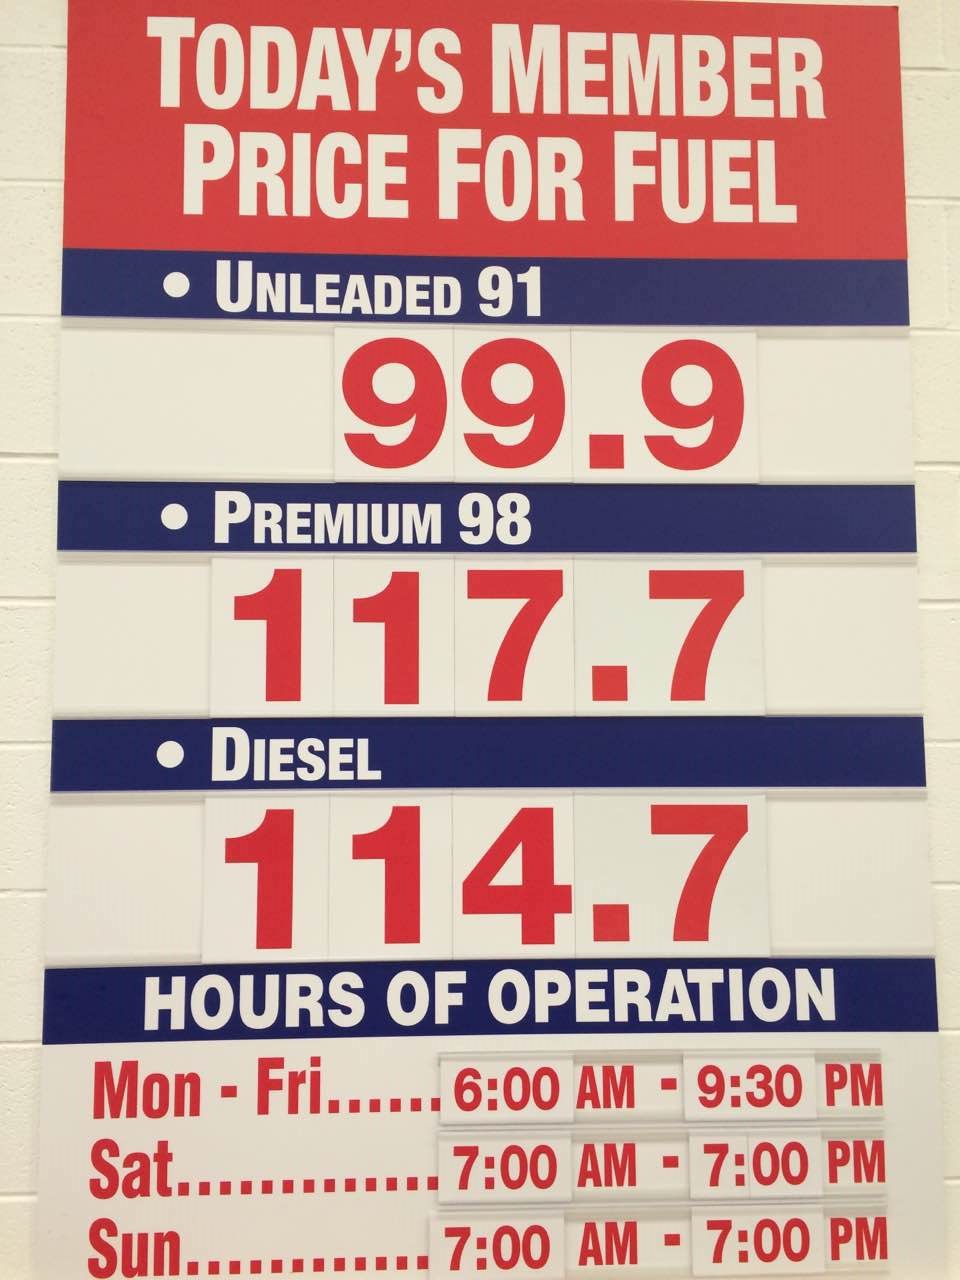 TODAY'S MEMBER
PRICE FOR FUEL
• UNLEADED 91
99.9
• PREMIUM 98
117.7
• DIESEL
114.7
HOURS OF OPERATION
Mon - Fri...... 6:00 AM - 9:30 PM
Sat............. 7:00 AM - 7:00 PM
Sun............ 7:00 AM - 7:00 PM